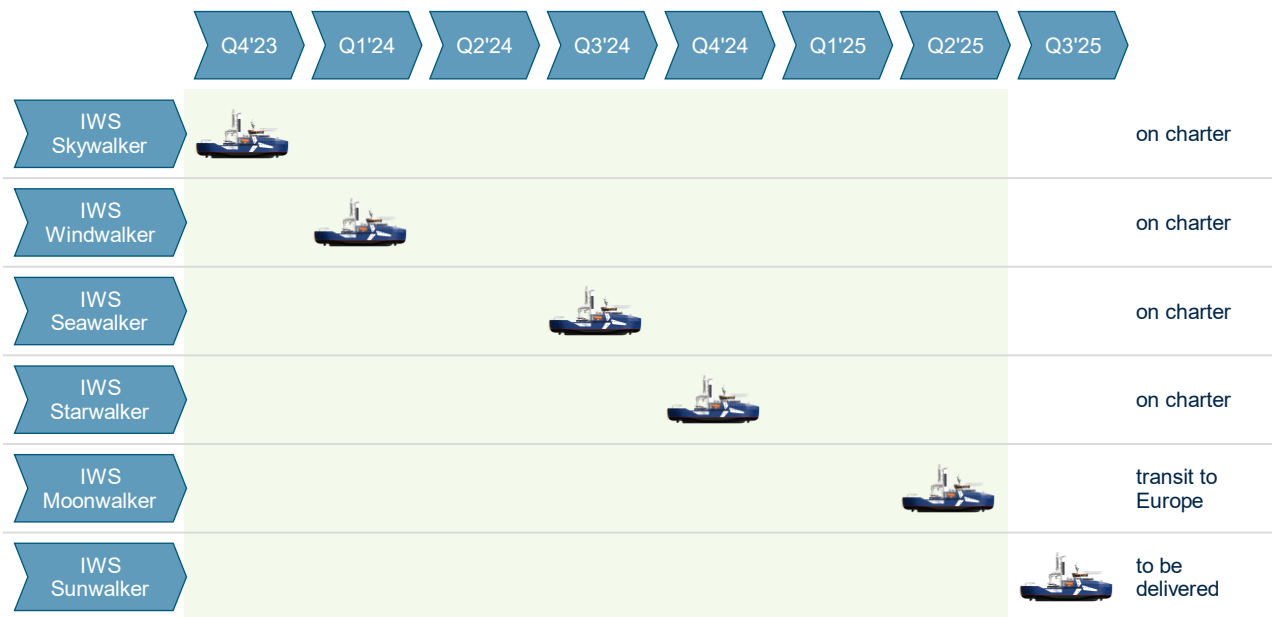 Q4'23
Q1'24
Q2'24
Q3'24
Q4'24
Q1'25
Q2'25
Q3'25
IWS
Skywalker
on charter
IWS
Windwalker
on charter
IWS
Seawalker
on charter
IWS
Starwalker
on charter
IWS
Moonwalker
transit to
Europe
IWS
Sunwalker
to be
delivered